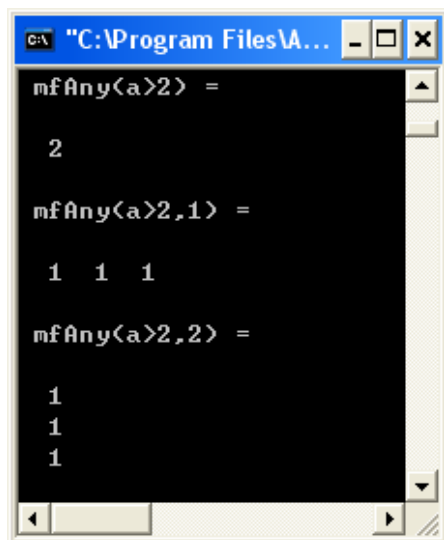 "C:\Program Files\A...
mfAny(a>2) =
2
mfAny(a>2,1) =
1 1 1
mfAny(a>2,2) =
1
1
1